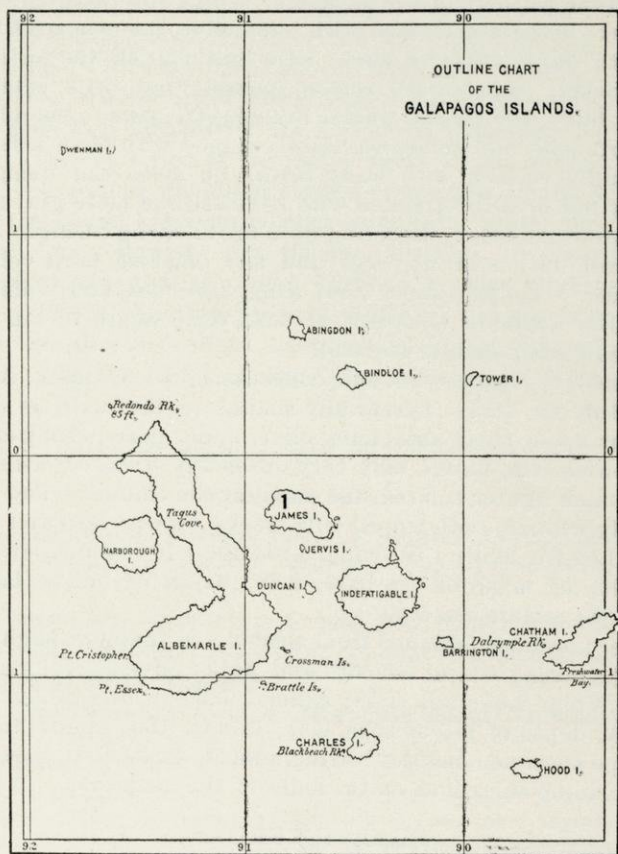 92
91
90
OUTLINE CHART
OF THE
GALAPAGOS ISLANDS.
WENMAN I.
1
1
ABINGDON I.
BINDLOE I.
TOWER I.
Redondo Rk.
85 ft.
0
0
1
JAMES I.
Tagus
Cove.
NARBOROUGH
I.
JERVIS I.
DUNCAN I.
INDEFATIGABLE I.
ALBEMARLE I.
CHATHAM I.
Dalrymple Rk.
BARRINGTON I.
Pt. Cristopher
Crossman Is.
Freshwater
Bay.
1
1
Pt. Essex.
Brattle Is.
CHARLES
I.
Blackbeach Rk.
HOOD I.
92
91
90